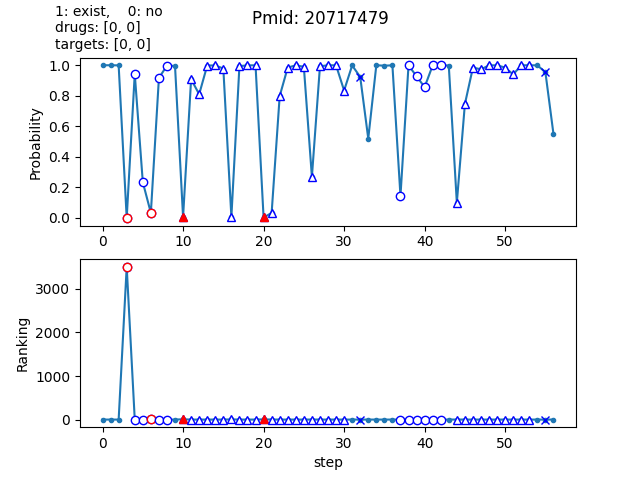 1: exist,    0: no
drugs: [0, 0]
targets: [0, 0]
Pmid: 20717479
Probability
1.0
0.8
0.6
0.4
0.2
0.0
0 10 20 30 40 50
Ranking
3000
2000
1000
0
0 10 20 30 40 50
step